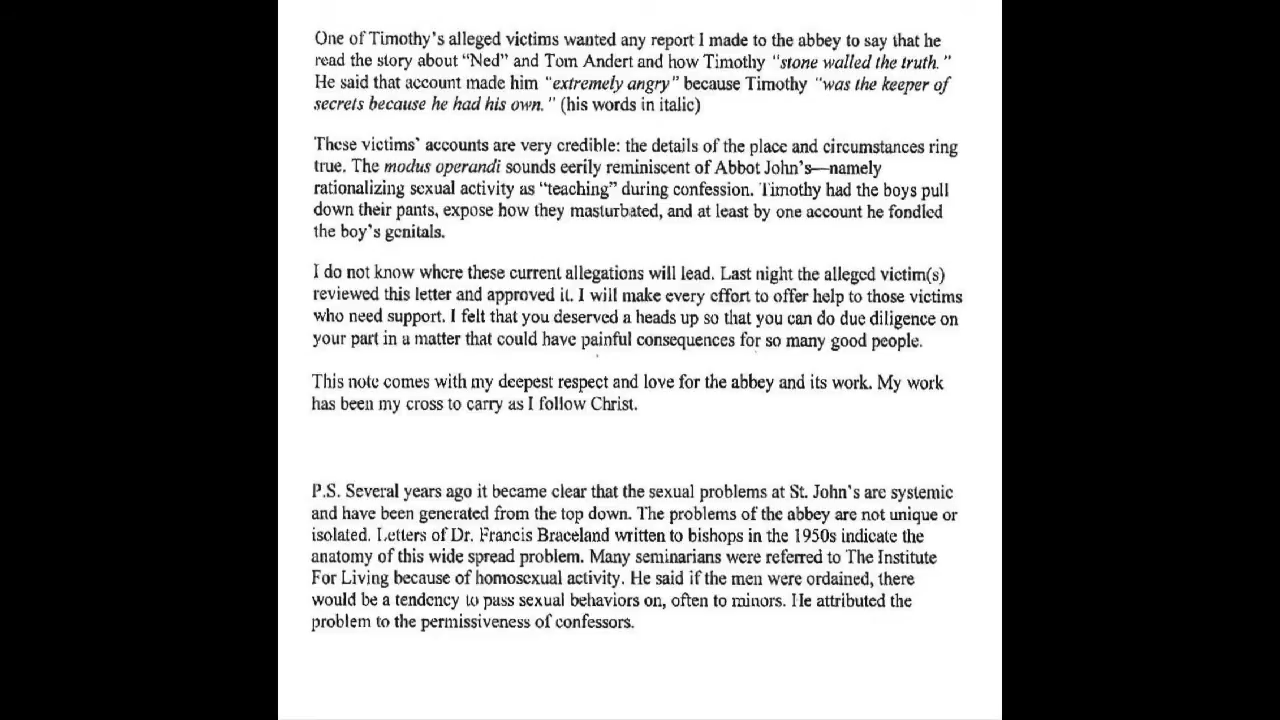 One of Timothy's alleged victims wanted any report I made to the abbey to say that he
read the story about “Ned” and Tom Andert and how Timothy “stone walled the truth.”
He said that account made him “extremely angry” because Timothy “was the keeper of
secrets because he had his own.” (his words in italic)
These victims' accounts are very credible: the details of the place and circumstances ring
true. The modus operandi sounds eerily reminiscent of Abbot John's—namely
rationalizing sexual activity as “teaching” during confession. Timothy had the boys pull
down their pants, expose how they masturbated, and at least by one account he fondled
the boy's genitals.
I do not know where these current allegations will lead. Last night the alleged victim(s)
reviewed this letter and approved it. I will make every effort to offer help to those victims
who need support. I felt that you deserved a heads up so that you can do due diligence on
your part in a matter that could have painful consequences for so many good people.
This note comes with my deepest respect and love for the abbey and its work. My work
has been my cross to carry as I follow Christ.
P.S. Several years ago it became clear that the sexual problems at St. John's are systemic
and have been generated from the top down. The problems of the abbey are not unique or
isolated. Letters of Dr. Francis Braceland written to bishops in the 1950s indicate the
anatomy of this wide spread problem. Many seminarians were referred to The Institute
For Living because of homosexual activity. He said if the men were ordained, there
would be a tendency to pass sexual behaviors on, often to minors. He attributed the
problem to the permissiveness of confessors.